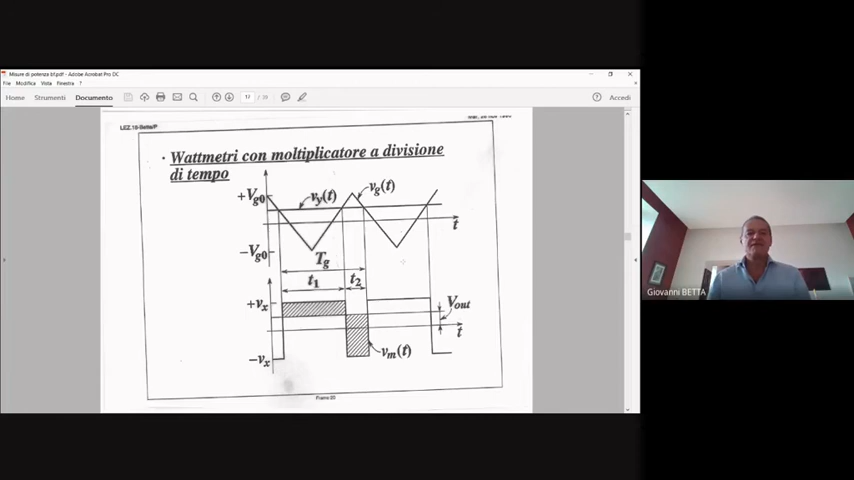 Misure di potenza bf.pdf - Adobe Acrobat Pro DC
File Modifica Vista Finestra ?
Home Strumenti Documento
17 / 28
Accedi
LEZ.18-Betta/P
· Wattmetri con moltiplicatore a divisione
di tempo
+Vg0
vy(t)
vg(t)
t
−Vg0
Tg
t1
t2
+vx
Vout
t
−vx
vm(t)
Frame 20
Giovanni BETTA